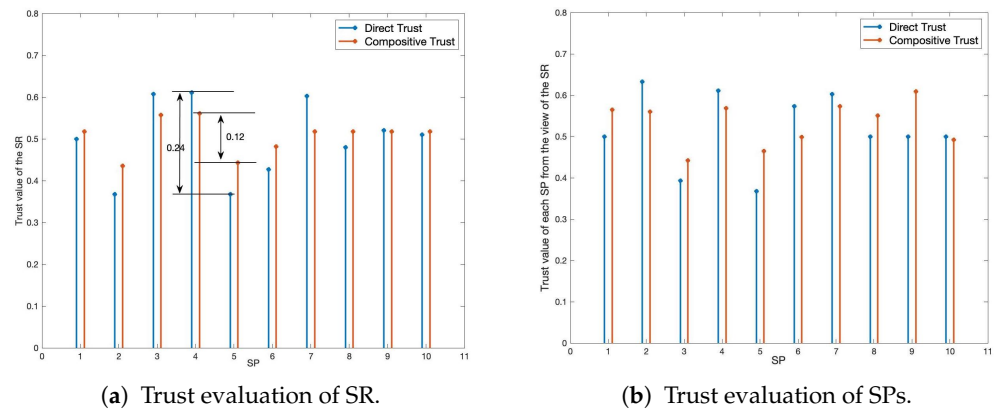 0.8
0.7
0.6
0.5
0.4
0.3
0.2
0.1
0
Trust value of the SR
Direct Trust
Compositive Trust
0.24
0.12
0 1 2 3 4 5 6 7 8 9 10 11
SP
(a) Trust evaluation of SR.
0.8
0.7
0.6
0.5
0.4
0.3
0.2
0.1
0
Trust value of each SP from the view of the SR
Direct Trust
Compositive Trust
0 1 2 3 4 5 6 7 8 9 10 11
SP
(b) Trust evaluation of SPs.